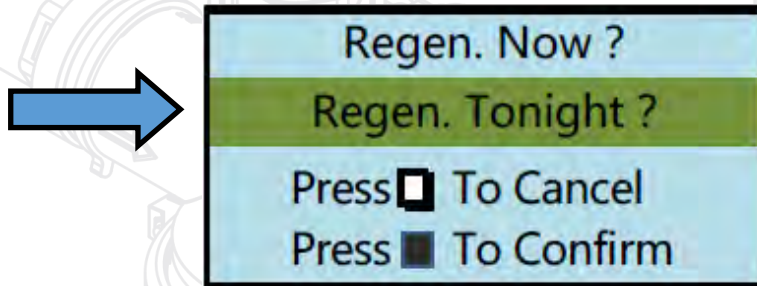 Regen. Now ?
Regen. Tonight ?
Press To Cancel
Press To Confirm